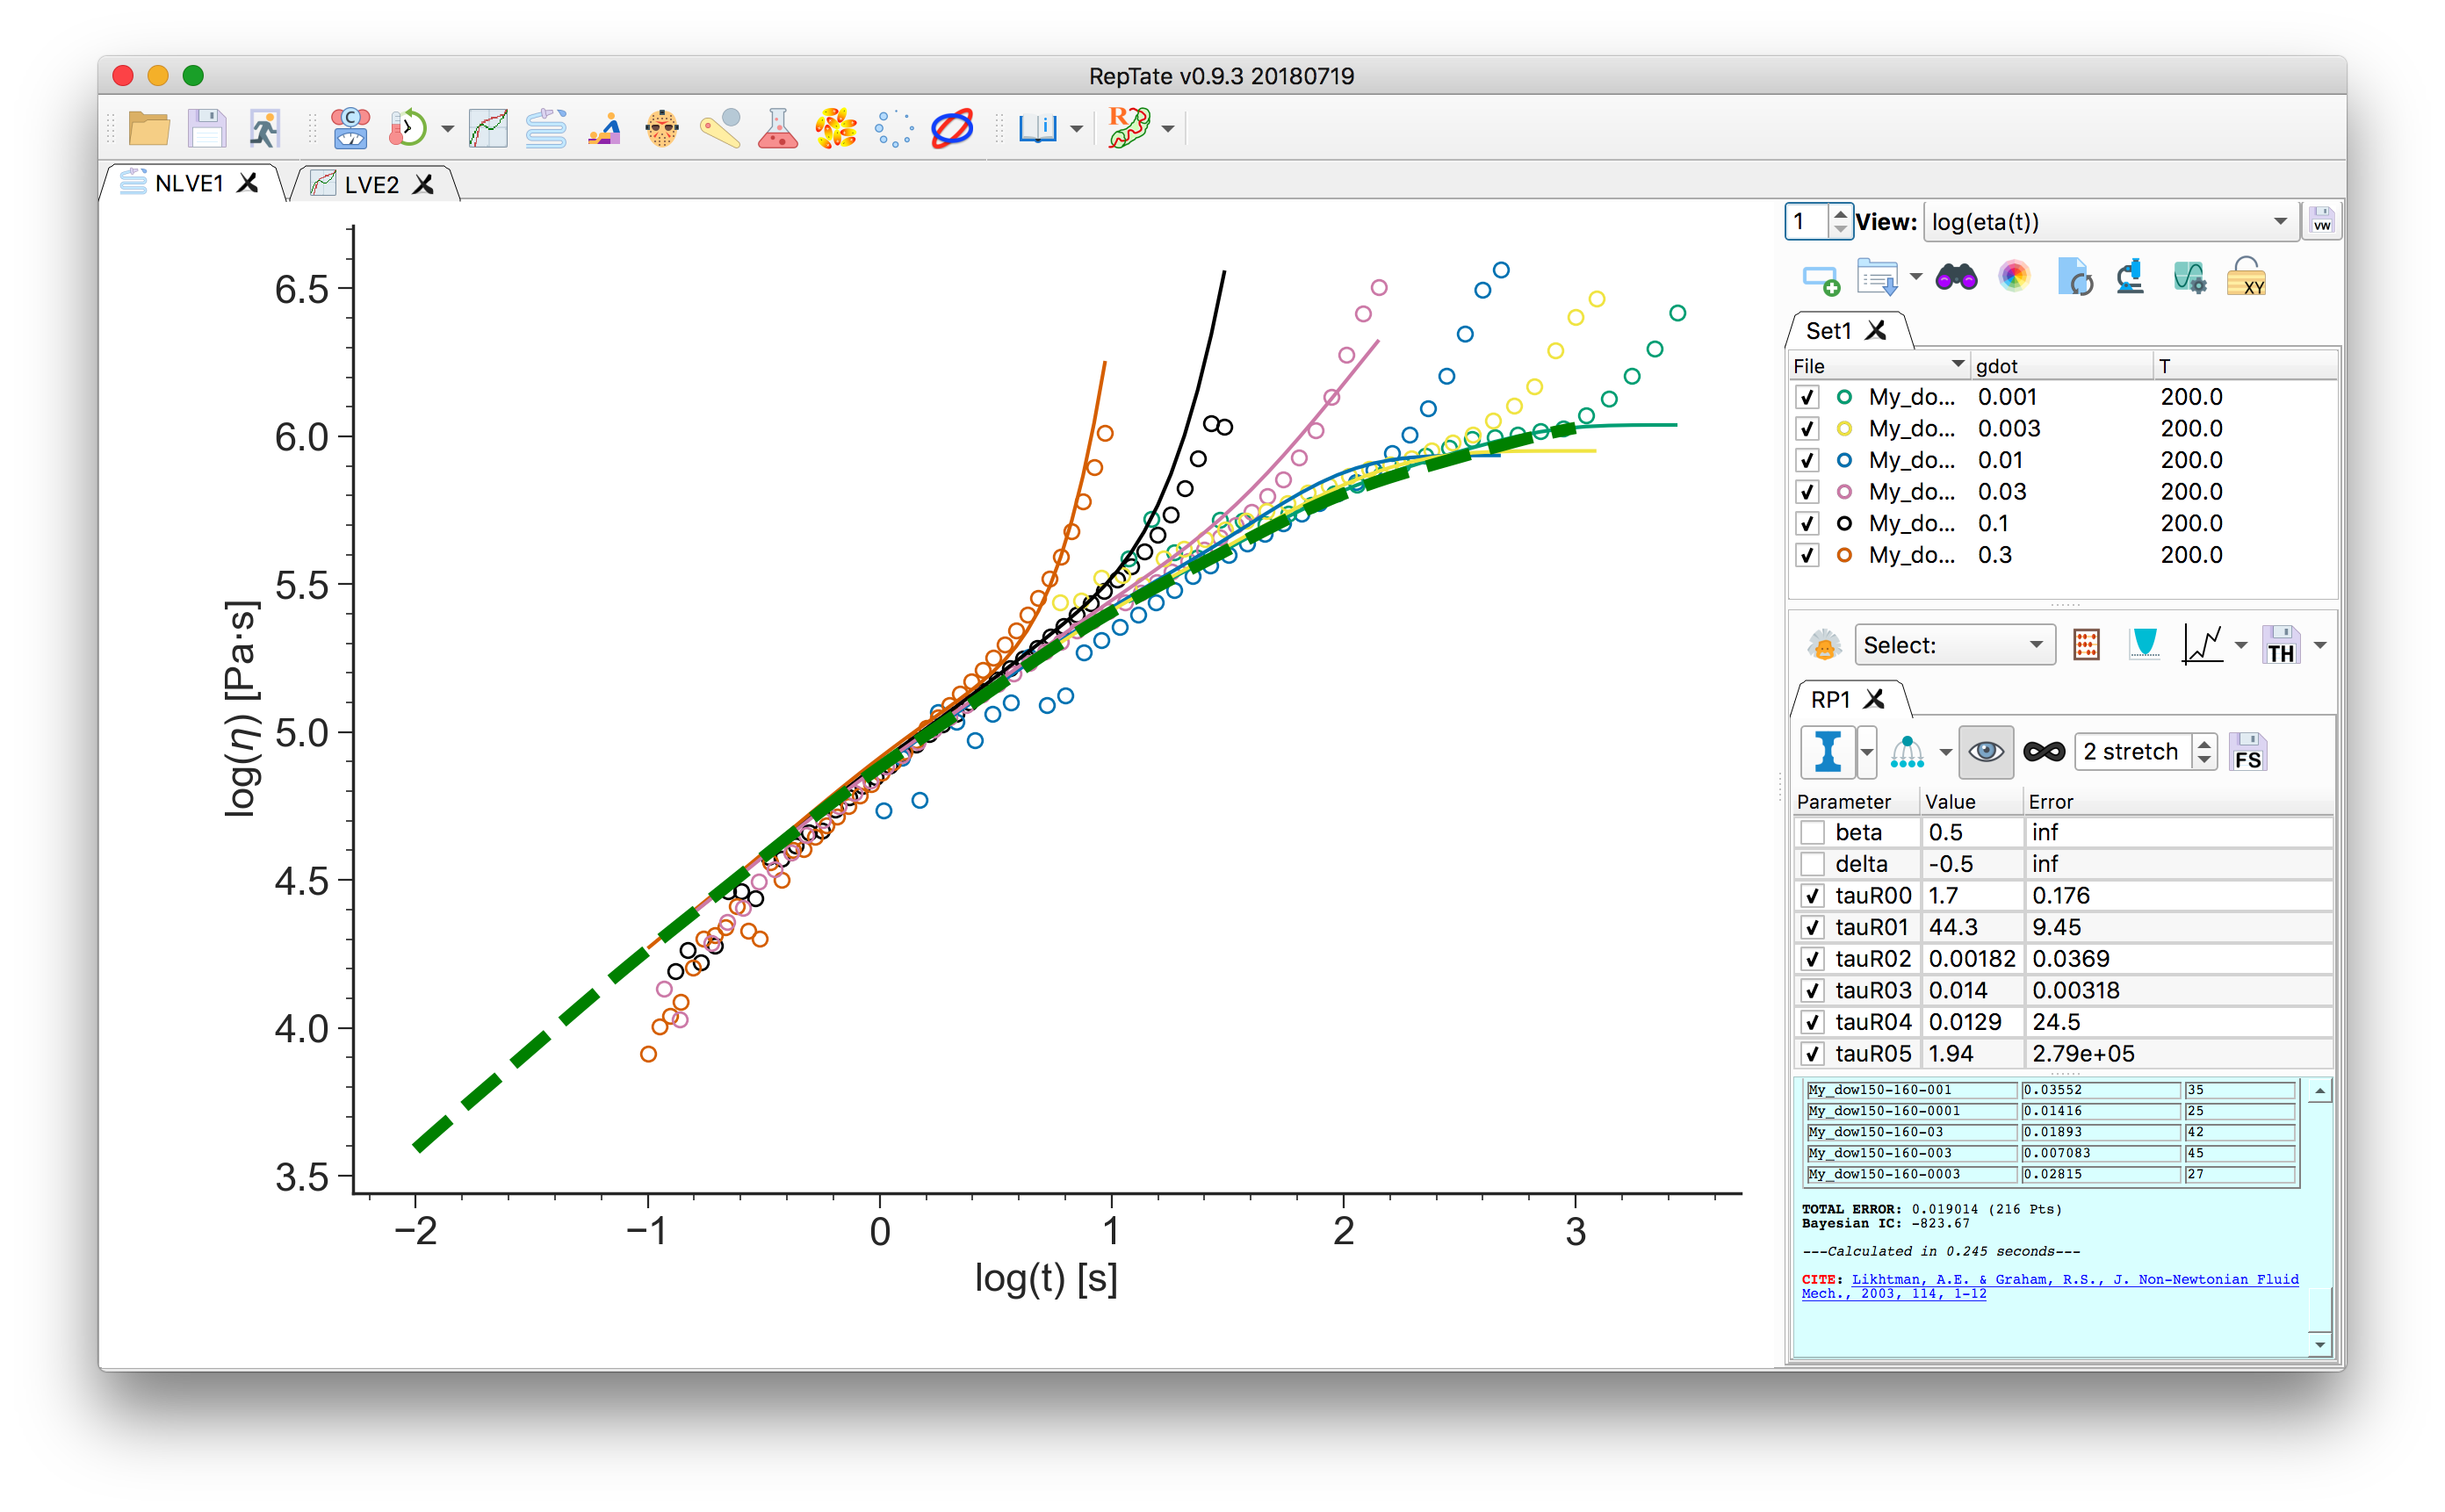 RepTate v0.9.3 20180719
NLVE1
LVE2
1
View:
log(eta(t))
Set1
File gdot T
My_do... 0.001 200.0
My_do... 0.003 200.0
My_do... 0.01 200.0
My_do... 0.03 200.0
My_do... 0.1 200.0
My_do... 0.3 200.0
Select:
TH
RP1
2 stretch
FS
Parameter Value Error
beta 0.5 inf
delta -0.5 inf
tauR00 1.7 0.176
tauR01 44.3 9.45
tauR02 0.00182 0.0369
tauR03 0.014 0.00318
tauR04 0.0129 24.5
tauR05 1.94 2.79e+05
My_dow150-160-001 0.03552 35
My_dow150-160-0001 0.01416 25
My_dow150-160-03 0.01893 42
My_dow150-160-003 0.007083 45
My_dow150-160-0003 0.02815 27
TOTAL ERROR: 0.019014 (216 Pts)
Bayesian IC: -823.67
---Calculated in 0.245 seconds---
CITE: Likhtman, A.E. & Graham, R.S., J. Non-Newtonian Fluid
Mech., 2003, 114, 1-12
log(η) [Pa·s]
6.5
6.0
5.5
5.0
4.5
4.0
3.5
−2 −1 0 1 2 3
log(t) [s]
C
i
R
VW
XY